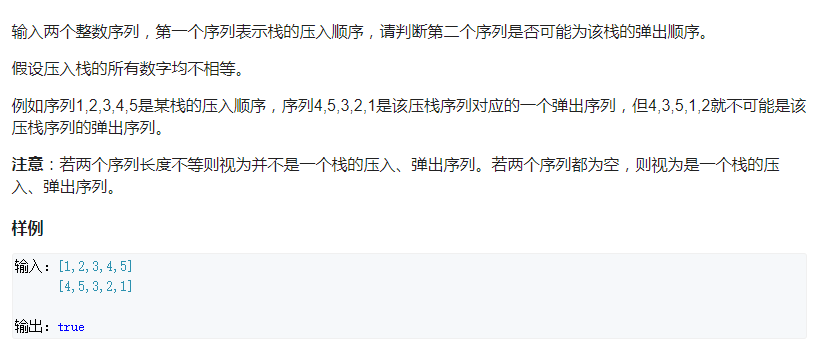 输入两个整数序列，第一个序列表示栈的压入顺序，请判断第二个序列是否可能为该栈的弹出顺序。
假设压入栈的所有数字均不相等。
例如序列1,2,3,4,5是某栈的压入顺序，序列4,5,3,2,1是该压栈序列对应的一个弹出序列，但4,3,5,1,2就不可能是该
压栈序列的弹出序列。
注意：若两个序列长度不等则视为并不是一个栈的压入、弹出序列。若两个序列都为空，则视为是一个栈的压
入、弹出序列。
样例
输入：[1,2,3,4,5]
[4,5,3,2,1]
输出：true